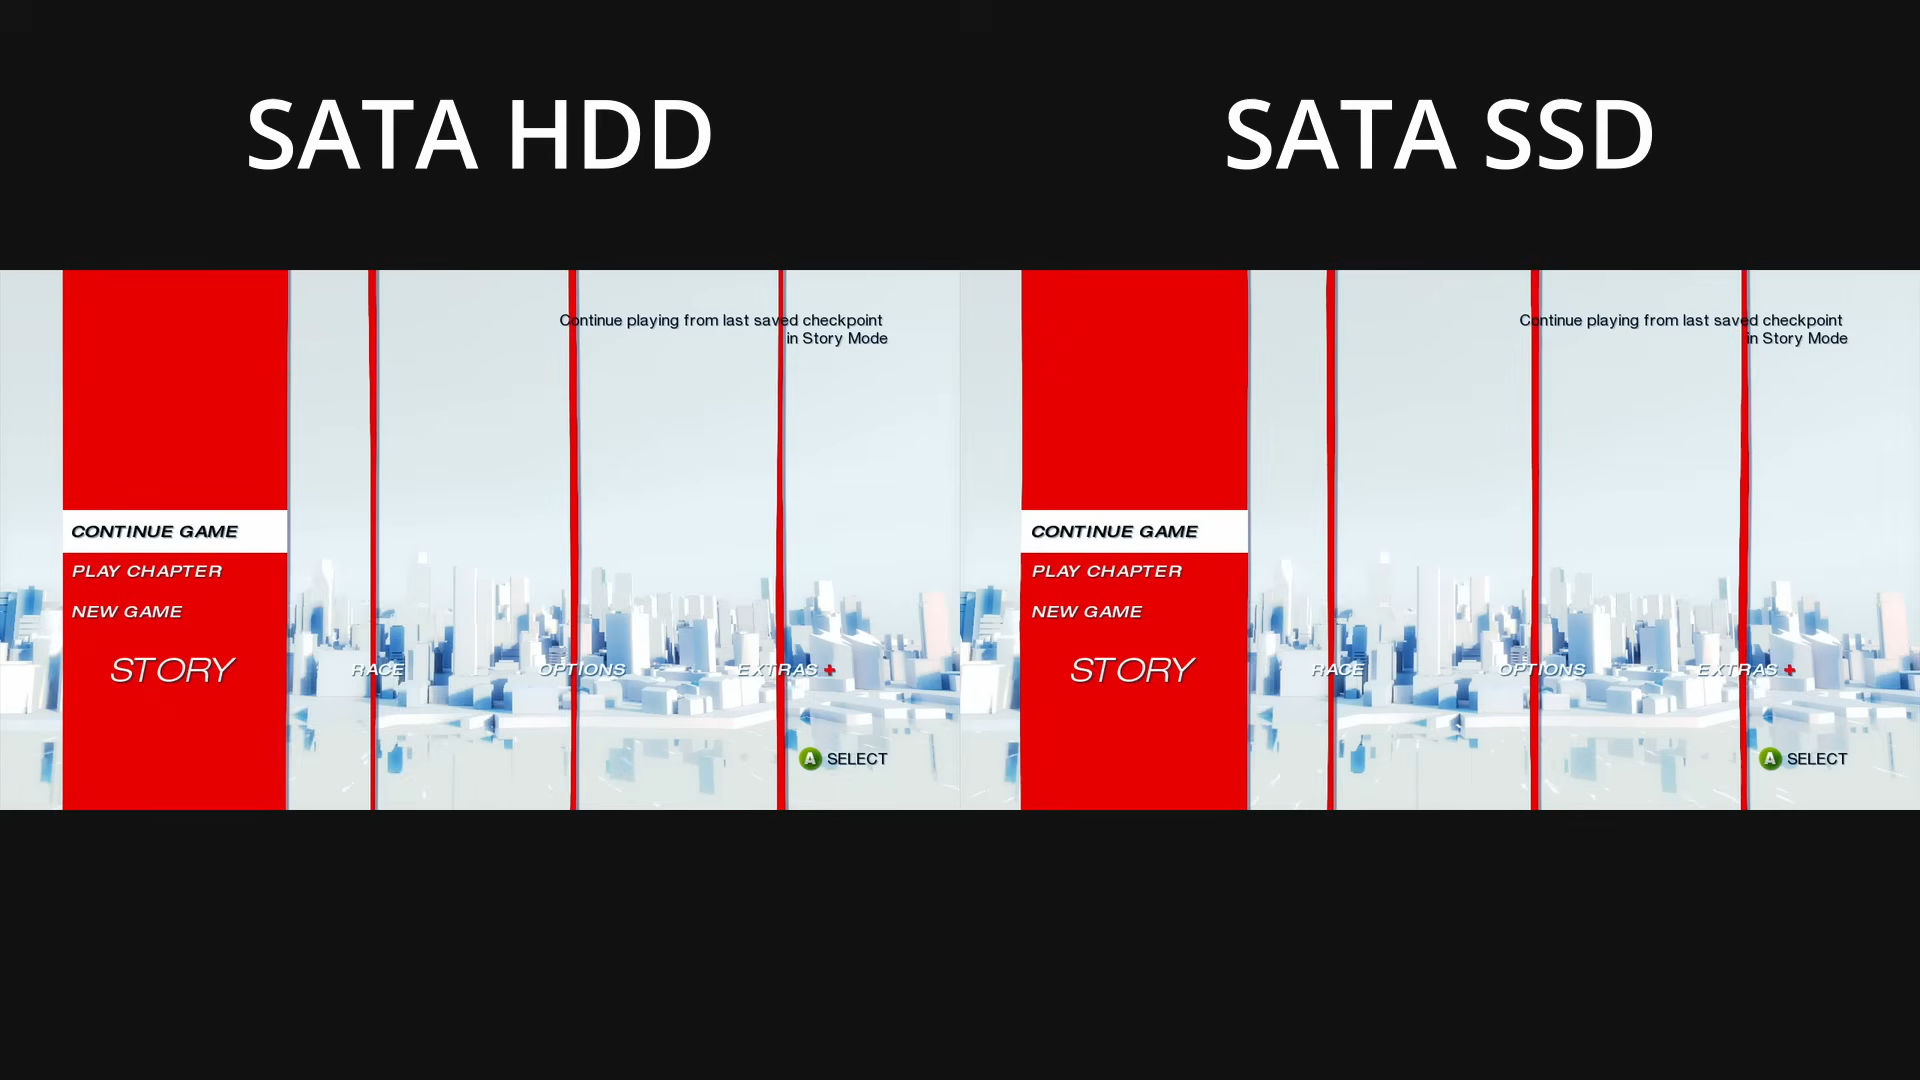 SATA HDD
SATA SSD
Continue playing from last saved checkpoint
in Story Mode
CONTINUE GAME
PLAY CHAPTER
NEW GAME
STORY
RACE
OPTIONS
EXTRAS
A SELECT
Continue playing from last saved checkpoint
in Story Mode
CONTINUE GAME
PLAY CHAPTER
NEW GAME
STORY
RACE
OPTIONS
EXTRAS
A SELECT